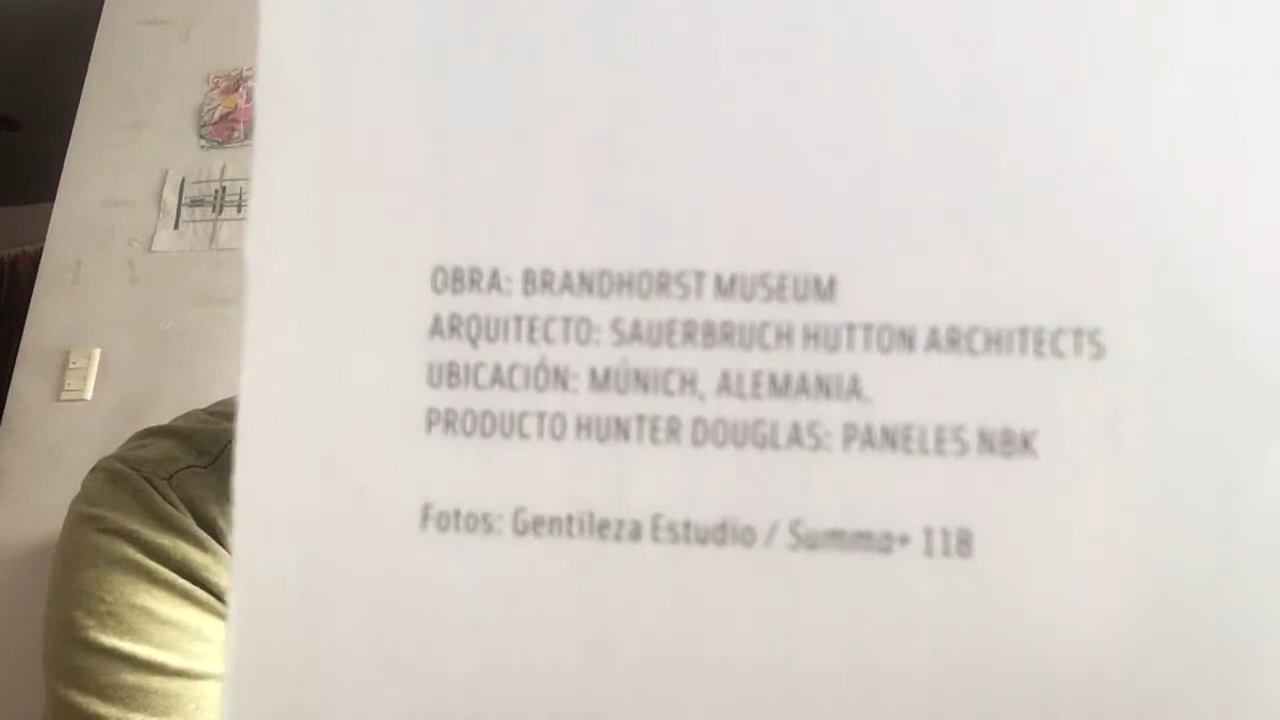 OBRA: BRANDHORST MUSEUM
ARQUITECTO: SAUERBRUCH HUTTON ARCHITECTS
UBICACIÓN: MÚNICH, ALEMANIA.
PRODUCTO HUNTER DOUGLAS: PANELES NBK
Fotos: Gentileza Estudio / Summa+ 118